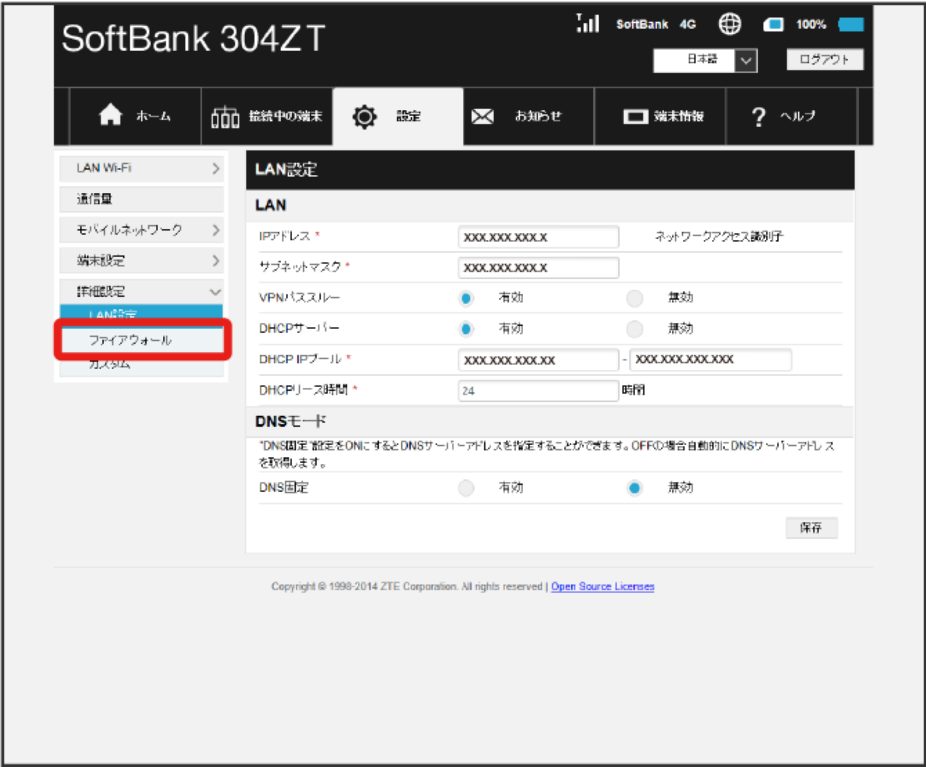 SoftBank 304ZT
SoftBank 4G 100%
日本語 ログアウト
ホーム 接続中の端末 設定 お知らせ 端末情報 ? ヘルプ
LAN Wi-Fi
通信量
モバイルネットワーク
端末設定
詳細設定
LAN設定
ファイアウォール
カスタム
LAN設定
LAN
IPアドレス * XXX.XXX.XXX.X ネットワークアクセス識別子
サブネットマスク * XXX.XXX.XXX.X
VPNパススルー 有効 無効
DHCPサーバー 有効 無効
DHCP IPプール * XXX.XXX.XXX.XX - XXX.XXX.XXX.XXX
DHCPリース時間 * 24 時間
DNSモード
"DNS固定"設定をONにするとDNSサーバーアドレスを指定することができます。OFFの場合自動的にDNSサーバーアドレス
を取得します。
DNS固定 有効 無効
保存
Copyright © 1998-2014 ZTE Corporation. All rights reserved | Open Source Licenses